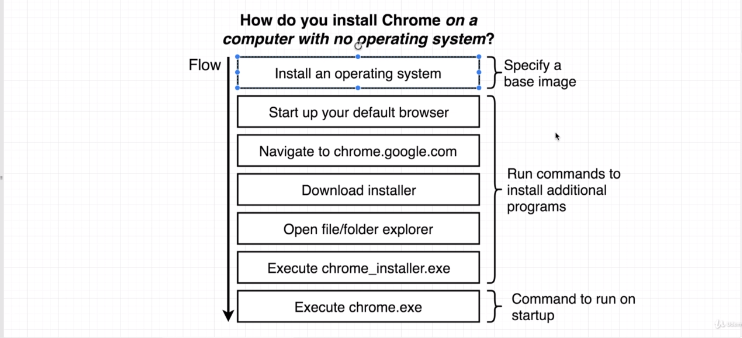 How do you install Chrome on a
computer with no operating system?
Flow
Install an operating system
Specify a
base image
Start up your default browser
Navigate to chrome.google.com
Download installer
Open file/folder explorer
Execute chrome_installer.exe
Run commands to
install additional
programs
Execute chrome.exe
Command to run on
startup